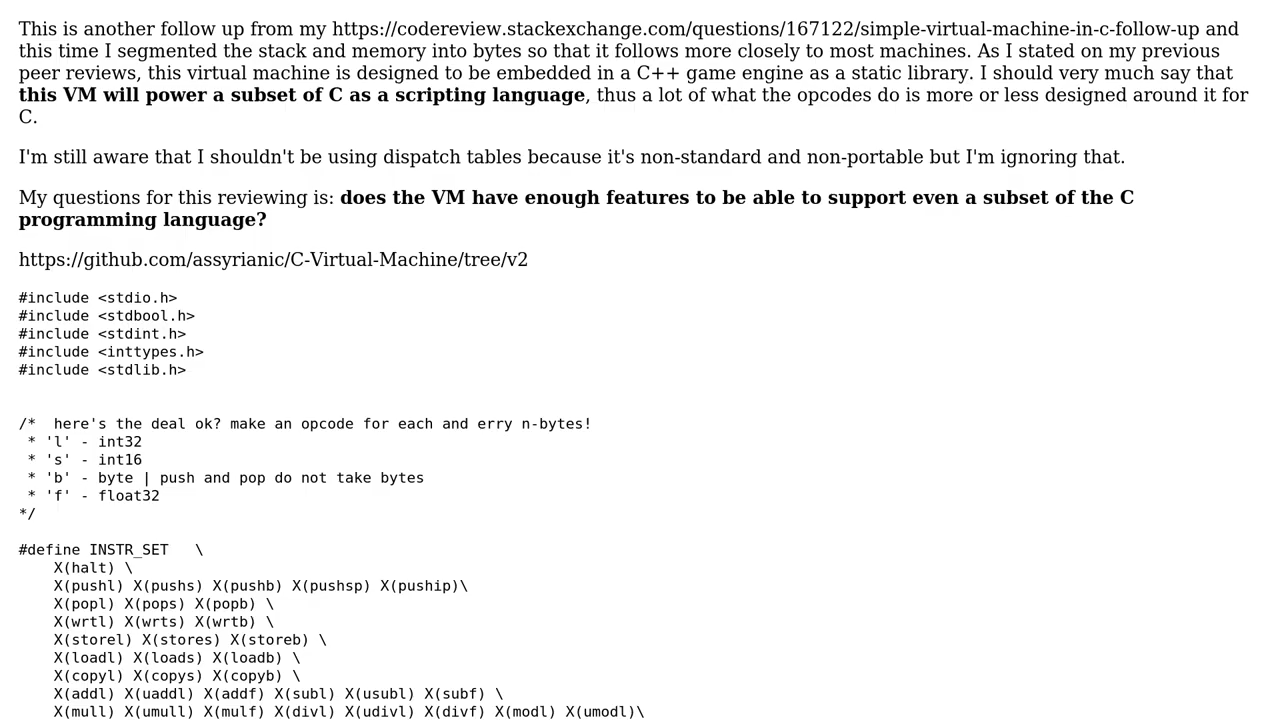 This is another follow up from my https://codereview.stackexchange.com/questions/167122/simple-virtual-machine-in-c-follow-up and
this time I segmented the stack and memory into bytes so that it follows more closely to most machines. As I stated on my previous
peer reviews, this virtual machine is designed to be embedded in a C++ game engine as a static library. I should very much say that
this VM will power a subset of C as a scripting language, thus a lot of what the opcodes do is more or less designed around it for
C.
I'm still aware that I shouldn't be using dispatch tables because it's non-standard and non-portable but I'm ignoring that.
My questions for this reviewing is: does the VM have enough features to be able to support even a subset of the C
programming language?
https://github.com/assyrianic/C-Virtual-Machine/tree/v2
#include <stdio.h>
#include <stdbool.h>
#include <stdint.h>
#include <inttypes.h>
#include <stdlib.h>
/*  here's the deal ok? make an opcode for each and erry n-bytes!
 * 'l' - int32
 * 's' - int16
 * 'b' - byte | push and pop do not take bytes
 * 'f' - float32
*/
#define INSTR_SET   \
    X(halt) \
    X(pushl) X(pushs) X(pushb) X(pushsp) X(puship)\
    X(popl) X(pops) X(popb) \
    X(wrtl) X(wrts) X(wrtb) \
    X(storel) X(stores) X(storeb) \
    X(loadl) X(loads) X(loadb) \
    X(copyl) X(copys) X(copyb) \
    X(addl) X(uaddl) X(addf) X(subl) X(usubl) X(subf) \
    X(mull) X(umull) X(mulf) X(divl) X(udivl) X(divf) X(modl) X(umodl)\